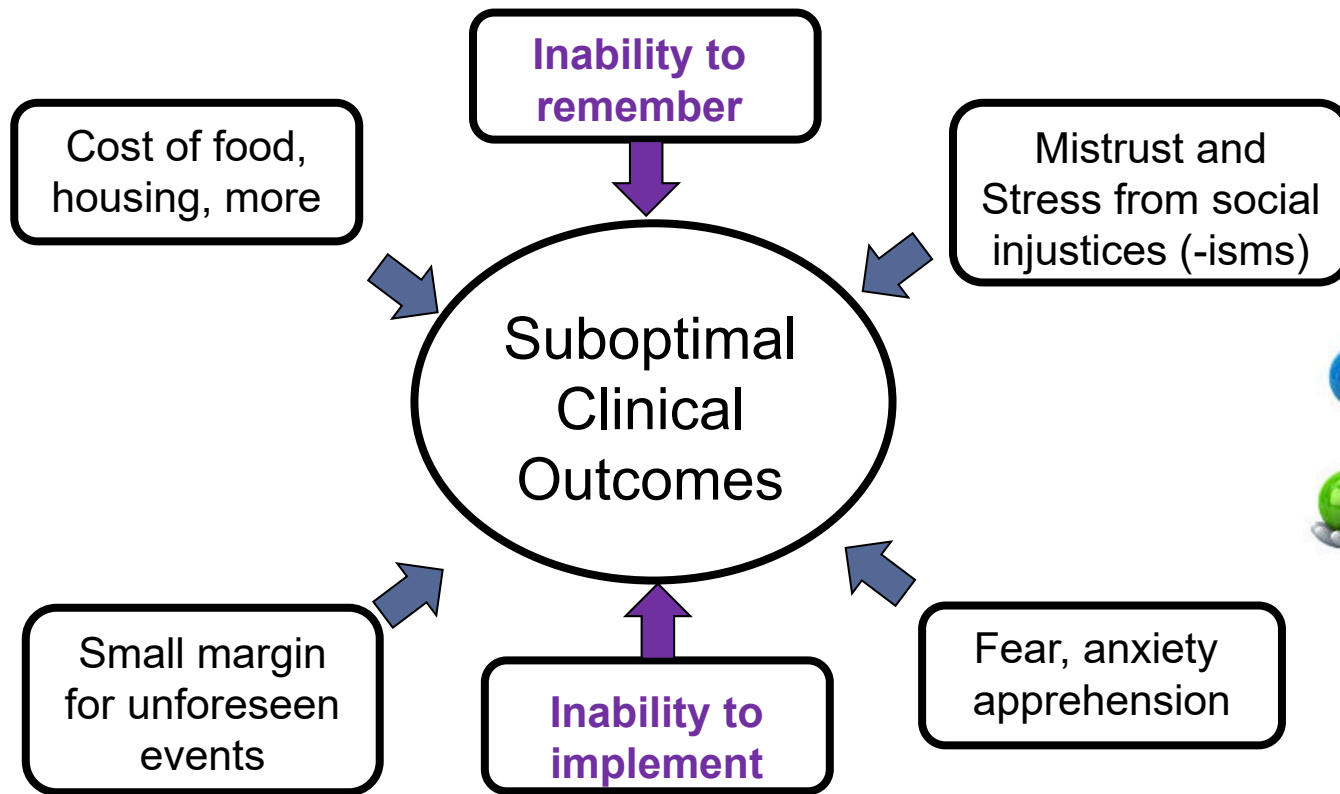 Inability to
remember
Cost of food,
housing, more
Mistrust and
Stress from social
injustices (-isms)
Suboptimal
Clinical
Outcomes
Small margin
for unforeseen
events
Inability to
implement
Fear, anxiety
apprehension